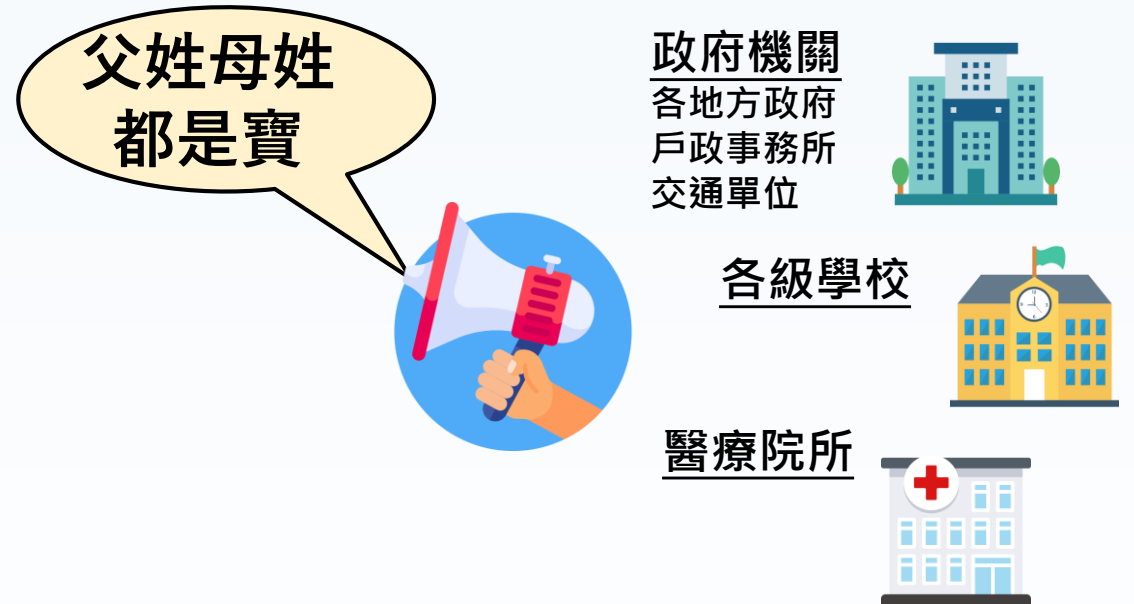 父姓母姓
都是寶
政府機關
各地方政府
戶政事務所
交通單位
各級學校
醫療院所